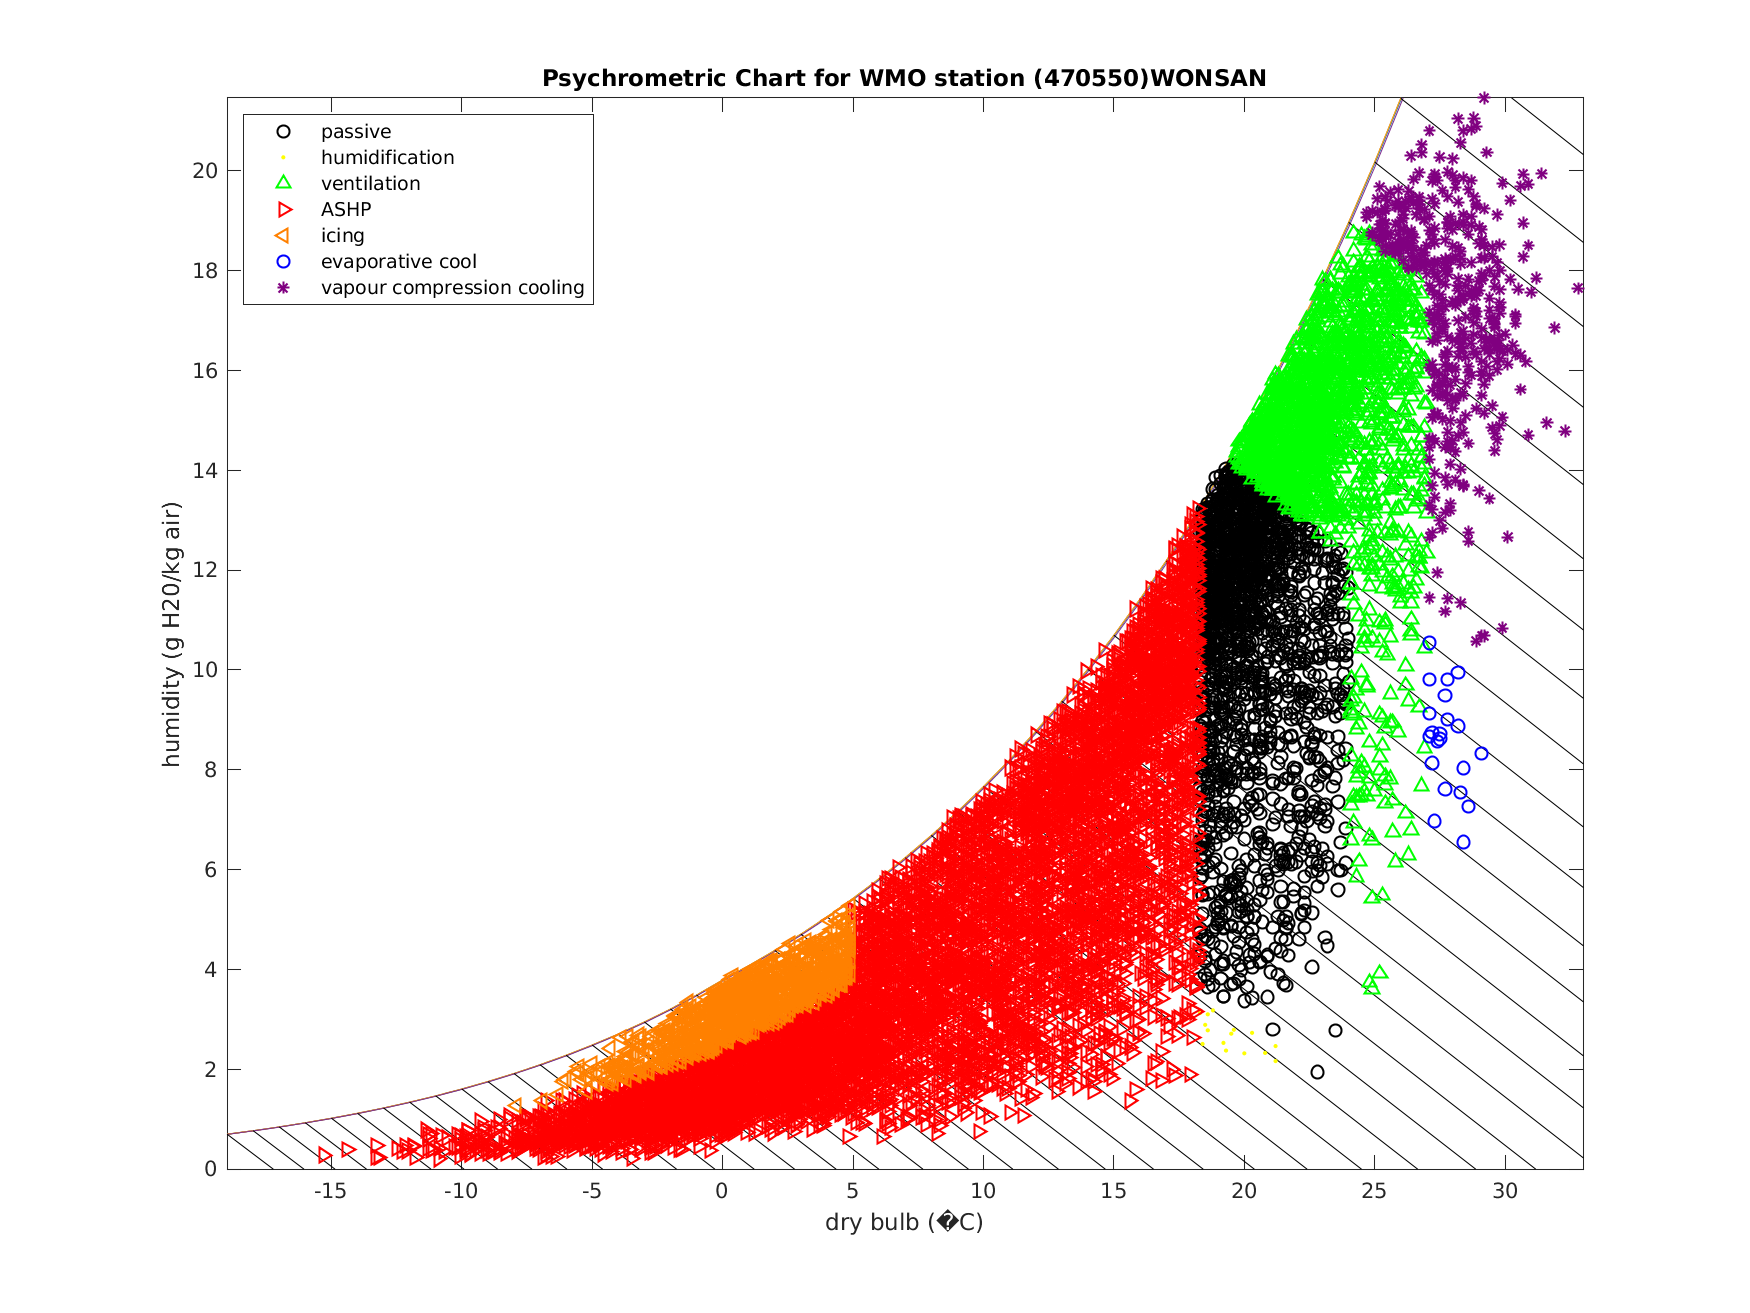 Psychrometric Chart for WMO station (470550)WONSAN
passive
humidification
ventilation
ASHP
icing
evaporative cool
vapour compression cooling
20
18
16
14
12
10
8
6
4
2
0
humidity (g H20/kg air)
-15 -10 -5 0 5 10 15 20 25 30
dry bulb (�C)